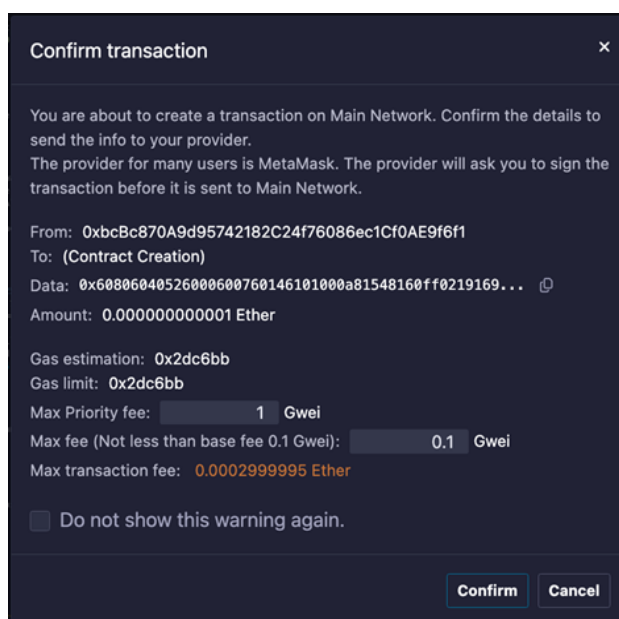 Confirm transaction
×
You are about to create a transaction on Main Network. Confirm the details to
send the info to your provider.
The provider for many users is MetaMask. The provider will ask you to sign the
transaction before it is sent to Main Network.
From: 0xbcBc870A9d95742182C24f76086ec1Cf0AE9f6f1
To: (Contract Creation)
Data: 0x60806040526000600760146101000a81548160ff0219169...
Amount: 0.000000000001 Ether
Gas estimation: 0x2dc6bb
Gas limit: 0x2dc6bb
Max Priority fee: 1 Gwei
Max fee (Not less than base fee 0.1 Gwei): 0.1 Gwei
Max transaction fee: 0.0002999995 Ether
Do not show this warning again.
Confirm Cancel